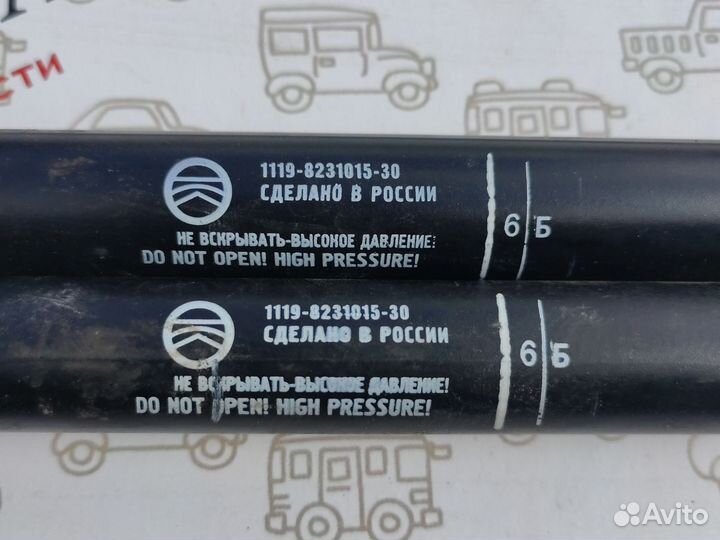 СТИ
1119-8231015-30
СДЕЛАНО В РОССИИ
НЕ ВСКРЫВАТЬ-ВЫСОКОЕ ДАВЛЕНИЕ!
DO NOT OPEN! HIGH PRESSURE!
6 Б
1119-8231015-30
СДЕЛАНО В РОССИИ
НЕ ВСКРЫВАТЬ-ВЫСОКОЕ ДАВЛЕНИЕ!
DO NOT OPEN! HIGH PRESSURE!
6 Б
Avito